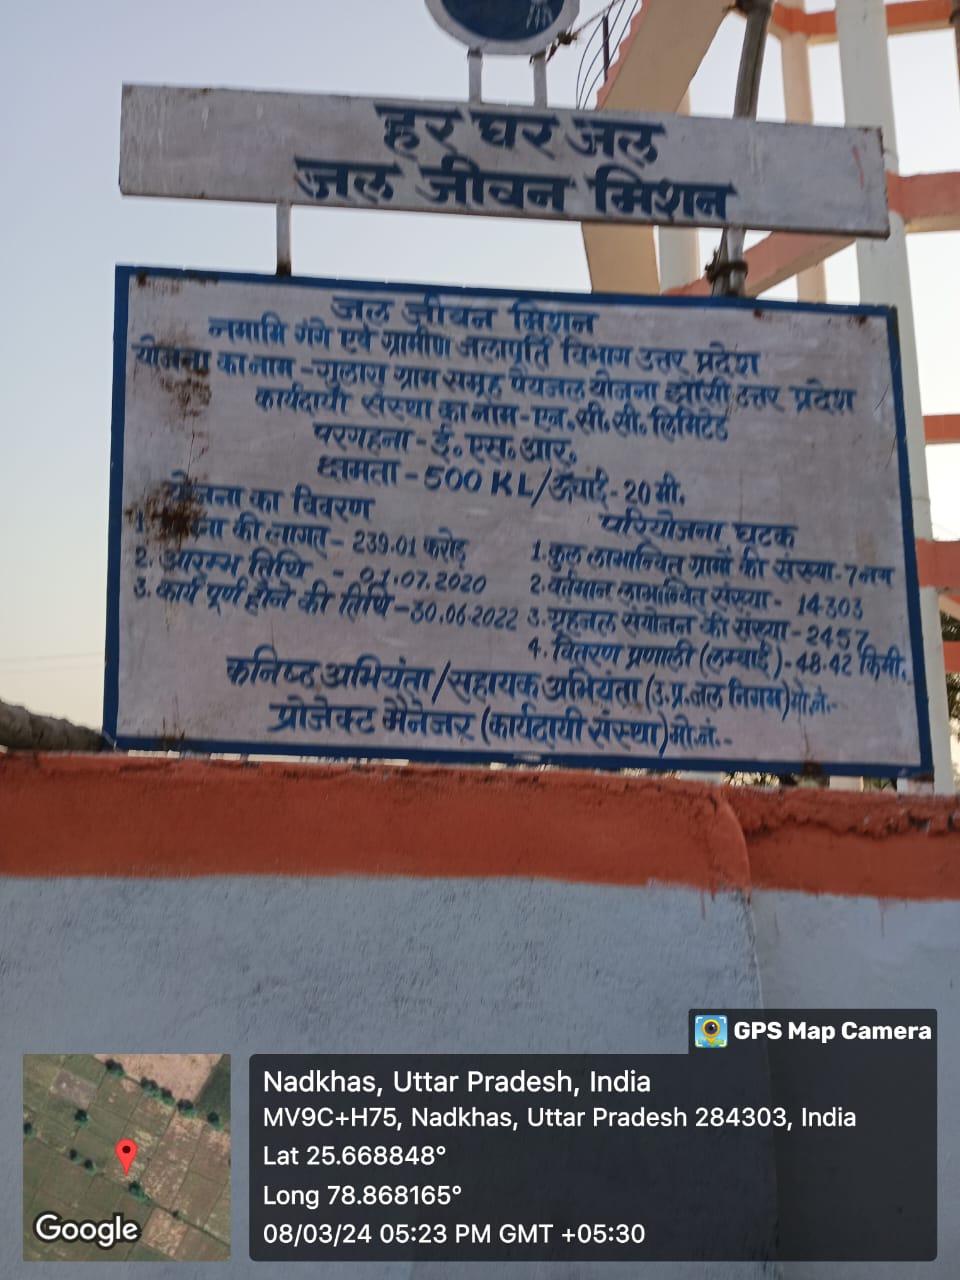 हर घर जल
जल जीवन मिशन
जल जीवन मिशन
नमामि गंगे एवं ग्रामीण जलापूर्ति विभाग उत्तर प्रदेश
योजना का नाम - गुलारा ग्राम समूह पेयजल योजना झाँसी उत्तर प्रदेश
कार्यदायी संस्था का नाम - एन.सी.सी. लिमिटेड
परगहना - ई. एस. आर.
क्षमता - 500 KL/ऊंचाई - 20 मी.
योजना का विवरण
1. की लागत - 239.01 करोड़
2. आरम्भ तिथि - 01.07.2020
3. कार्य पूर्ण होने की तिथि - 30.06.2022
परियोजना घटक
1. कुल लाभान्वित ग्रामों की संख्या - 7 नग
2. वर्तमान लाभान्वित संख्या - 14303
3. गृहजल संयोजन की संख्या - 2457
4. वितरण प्रणाली (लम्बाई) - 48.42 किमी.
कनिष्ठ अभियंता/सहायक अभियंता (उ.प्र.जल निगम) मो.नं.-
प्रोजेक्ट मैनेजर (कार्यदायी संस्था) मो.नं.-
GPS Map Camera
Nadkhas, Uttar Pradesh, India
MV9C+H75, Nadkhas, Uttar Pradesh 284303, India
Lat 25.668848°
Long 78.868165°
08/03/24 05:23 PM GMT +05:30
Google